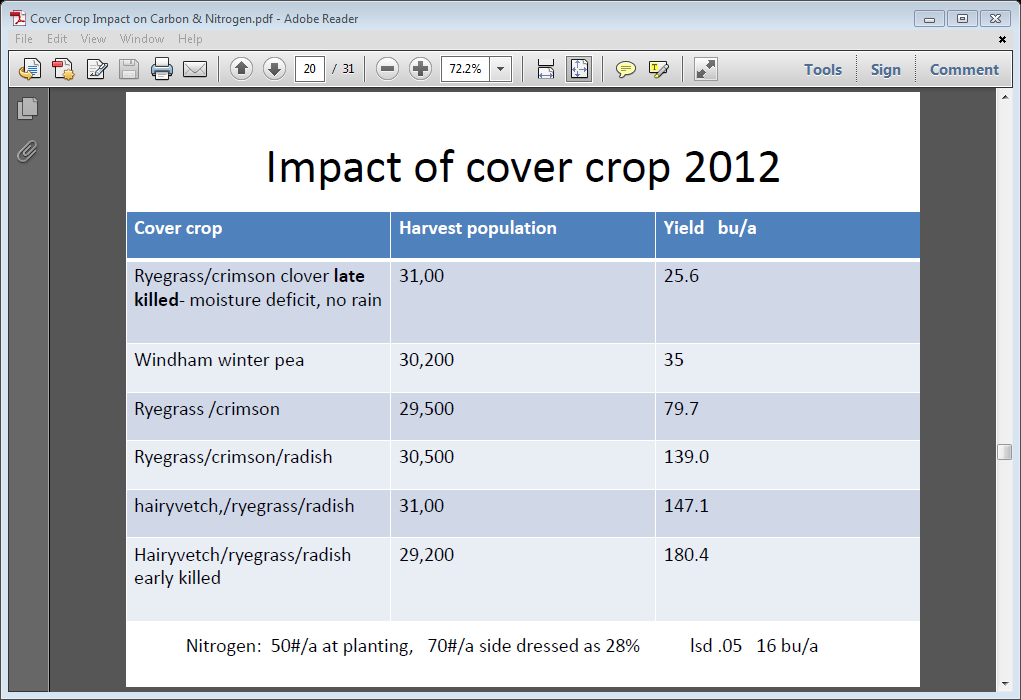 Cover Crop Impact on Carbon & Nitrogen.pdf - Adobe Reader
File Edit View Window Help
20 / 31 72.2% Tools Sign Comment
Impact of cover crop 2012
Cover crop Harvest population Yield bu/a
Ryegrass/crimson clover late 31,00 25.6
killed- moisture deficit, no rain
Windham winter pea 30,200 35
Ryegrass /crimson 29,500 79.7
Ryegrass/crimson/radish 30,500 139.0
hairyvetch,/ryegrass/radish 31,00 147.1
Hairyvetch/ryegrass/radish 29,200 180.4
early killed
Nitrogen: 50#/a at planting, 70#/a side dressed as 28% lsd .05 16 bu/a